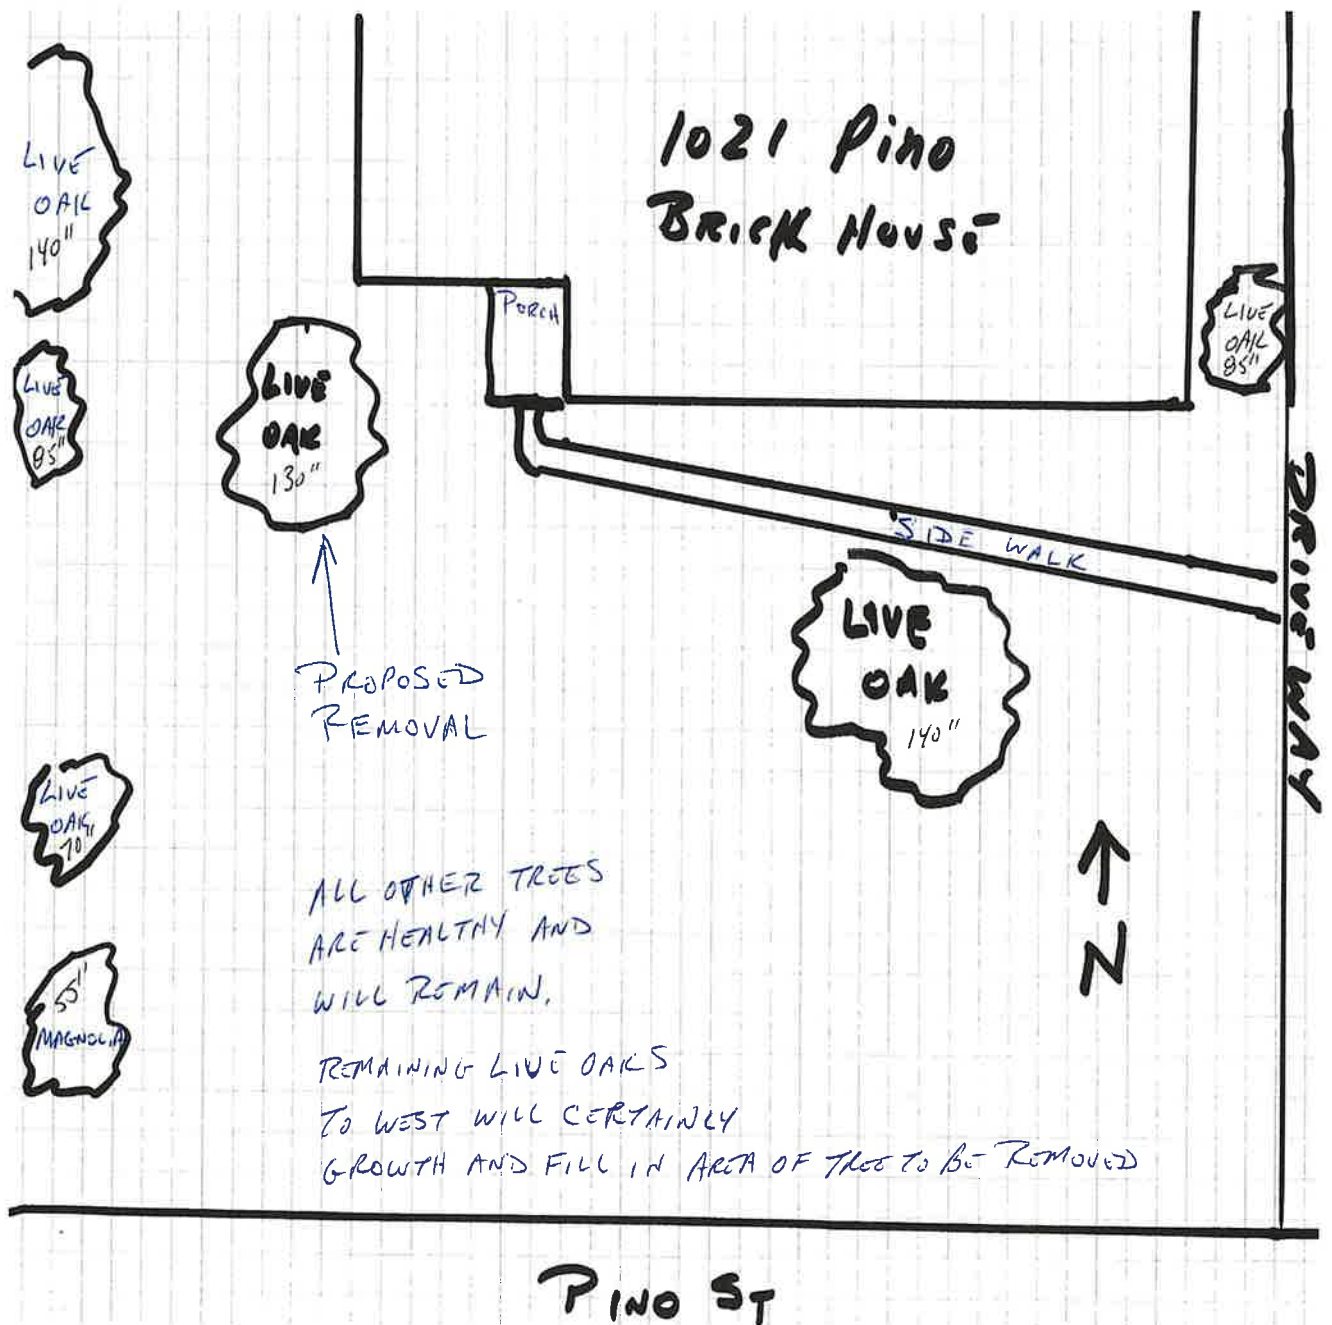 1021 Pino
BRICK HOUSE
LIVE
OAK
140"
PORCH
LIVE
OAK
85"
LIVE
OAK
85"
LIVE
OAK
130"
SIDE WALK
DRIVEWAY
LIVE
OAK
140"
PROPOSED
REMOVAL
LIVE
OAK
70"
ALL OTHER TREES
ARE HEALTHY AND
WILL REMAIN.
N
55"
MAGNOLIA
REMAINING LIVE OAKS
TO WEST WILL CERTAINLY
GROWTH AND FILL IN AREA OF TREE TO BE REMOVED
PINO ST